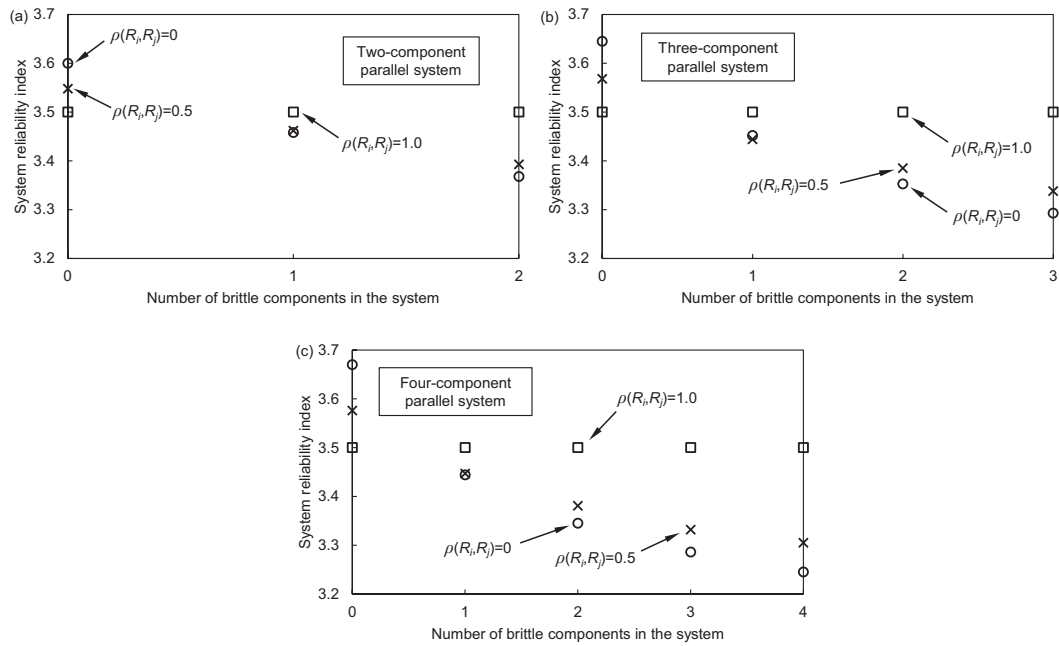 (a)
3.7
3.6
3.5
3.4
3.3
3.2
System reliability index
ρ(Ri,Rj)=0
ρ(Ri,Rj)=0.5
ρ(Ri,Rj)=1.0
Two-component
parallel system
0
1
2
Number of brittle components in the system
(b)
3.7
3.6
3.5
3.4
3.3
3.2
System reliability index
Three-component
parallel system
ρ(Ri,Rj)=1.0
ρ(Ri,Rj)=0.5
ρ(Ri,Rj)=0
0
1
2
3
Number of brittle components in the system
(c)
3.7
3.6
3.5
3.4
3.3
3.2
System reliability index
Four-component
parallel system
ρ(Ri,Rj)=1.0
ρ(Ri,Rj)=0
ρ(Ri,Rj)=0.5
0
1
2
3
4
Number of brittle components in the system